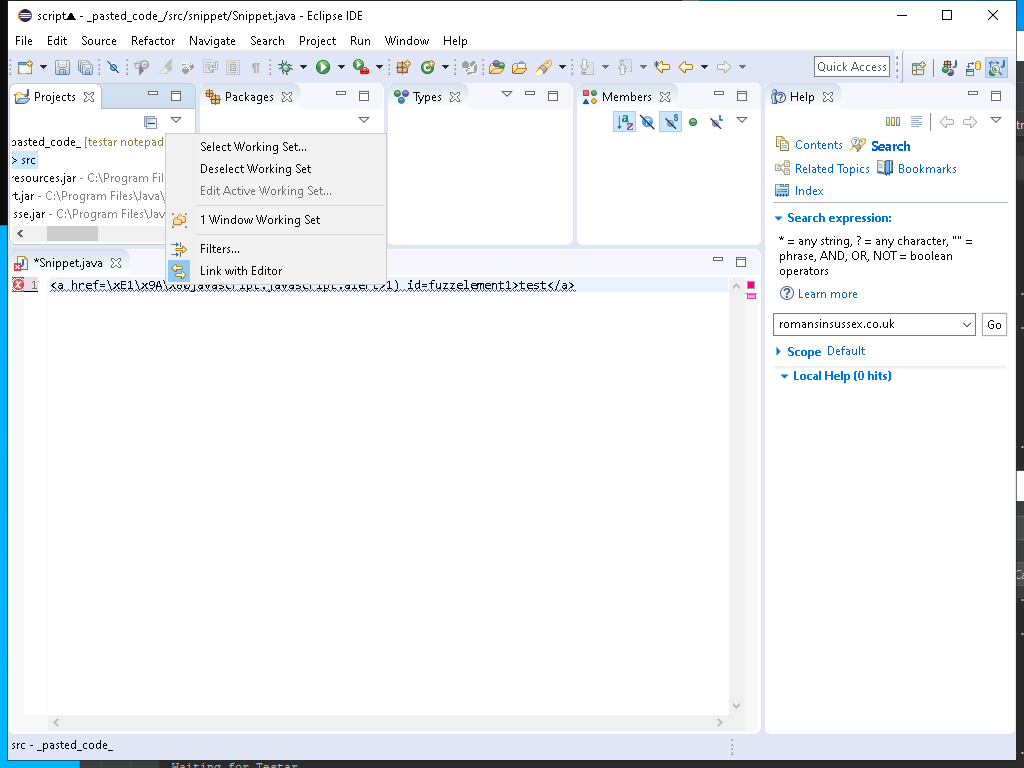 script▲ - _pasted_code_/src/snippet/Snippet.java - Eclipse IDE
File Edit Source Refactor Navigate Search Project Run Window Help
Quick Access
Projects Packages Types Members Help
pasted_code_ [testar notepad
> src
resources.jar - C:\Program Fil
t.jar - C:\Program Files\Java\
sse.jar - C:\Program Files\Jav
Select Working Set...
Deselect Working Set
Edit Active Working Set...
1 Window Working Set
Filters...
Link with Editor
Contents Search
Related Topics Bookmarks
Index
Search expression:
* = any string, ? = any character, "" =
phrase, AND, OR, NOT = boolean
operators
Learn more
romansinsussex.co.uk Go
Scope Default
Local Help (0 hits)
*Snippet.java
1 <a href=\xE1\x9A\x80javascript:javascript:alert(1) id=fuzzelement1>test</a>
src - _pasted_code_
Waiting for Testar